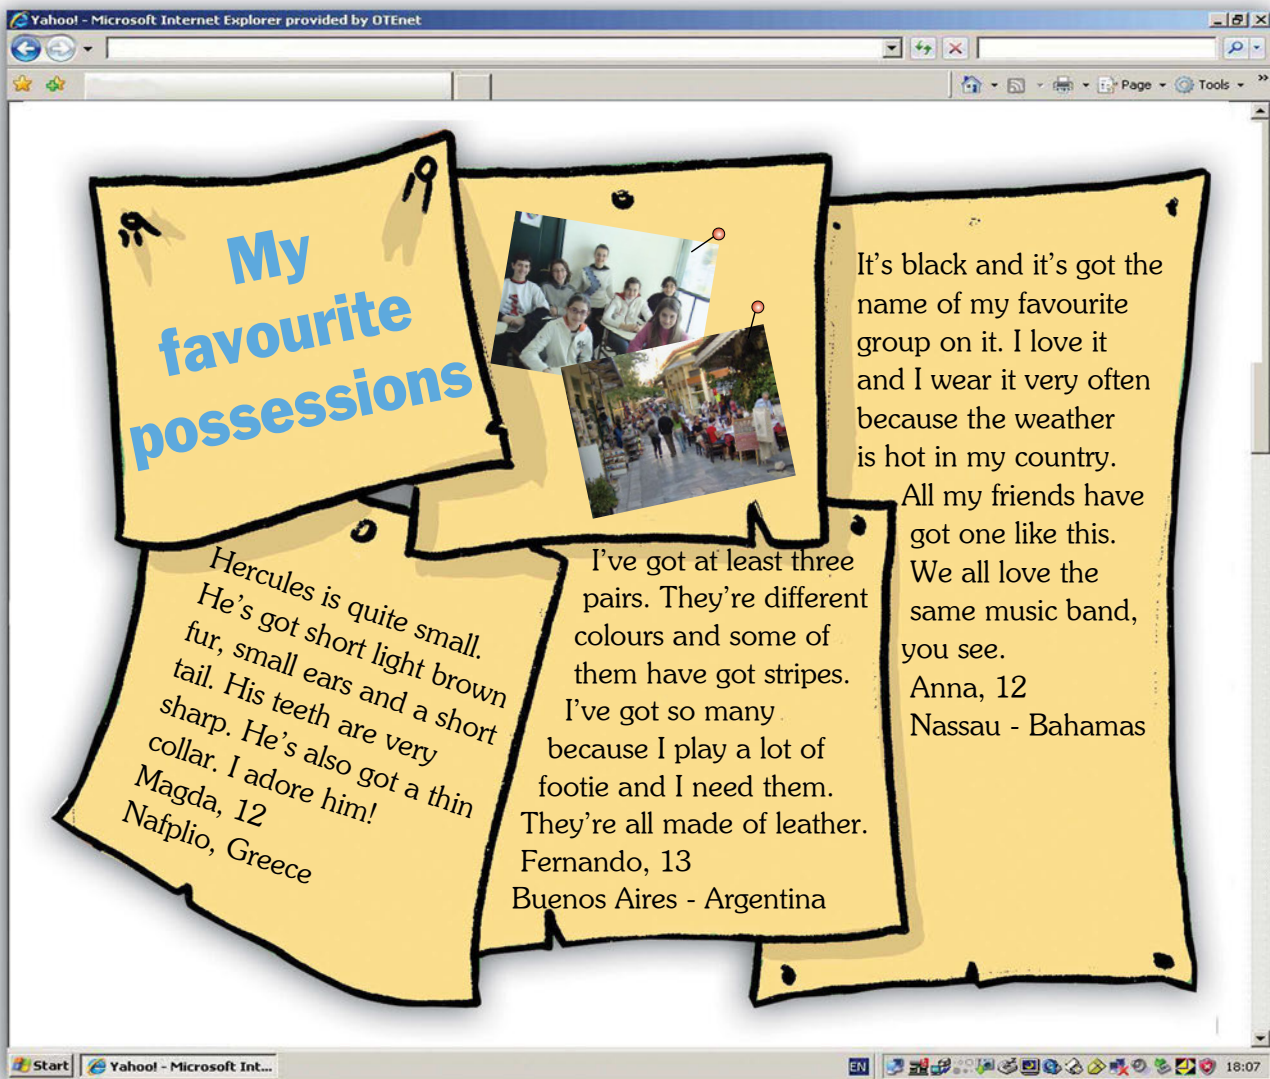 Yahoo! - Microsoft Internet Explorer provided by OTEnet
Page
Tools
My
favourite
possessions
Hercules is quite small.
He's got short light brown
fur, small ears and a short
tail. His teeth are very
sharp. He's also got a thin
collar. I adore him!
Magda, 12
Nafplio, Greece
I've got at least three
pairs. They're different
colours and some of
them have got stripes.
I've got so many
because I play a lot of
footie and I need them.
They're all made of leather.
Fernando, 13
Buenos Aires - Argentina
It's black and it's got the
name of my favourite
group on it. I love it
and I wear it very often
because the weather
is hot in my country.
All my friends have
got one like this.
We all love the
same music band,
you see.
Anna, 12
Nassau - Bahamas
Start
Yahoo! - Microsoft Int...
EN
18:07